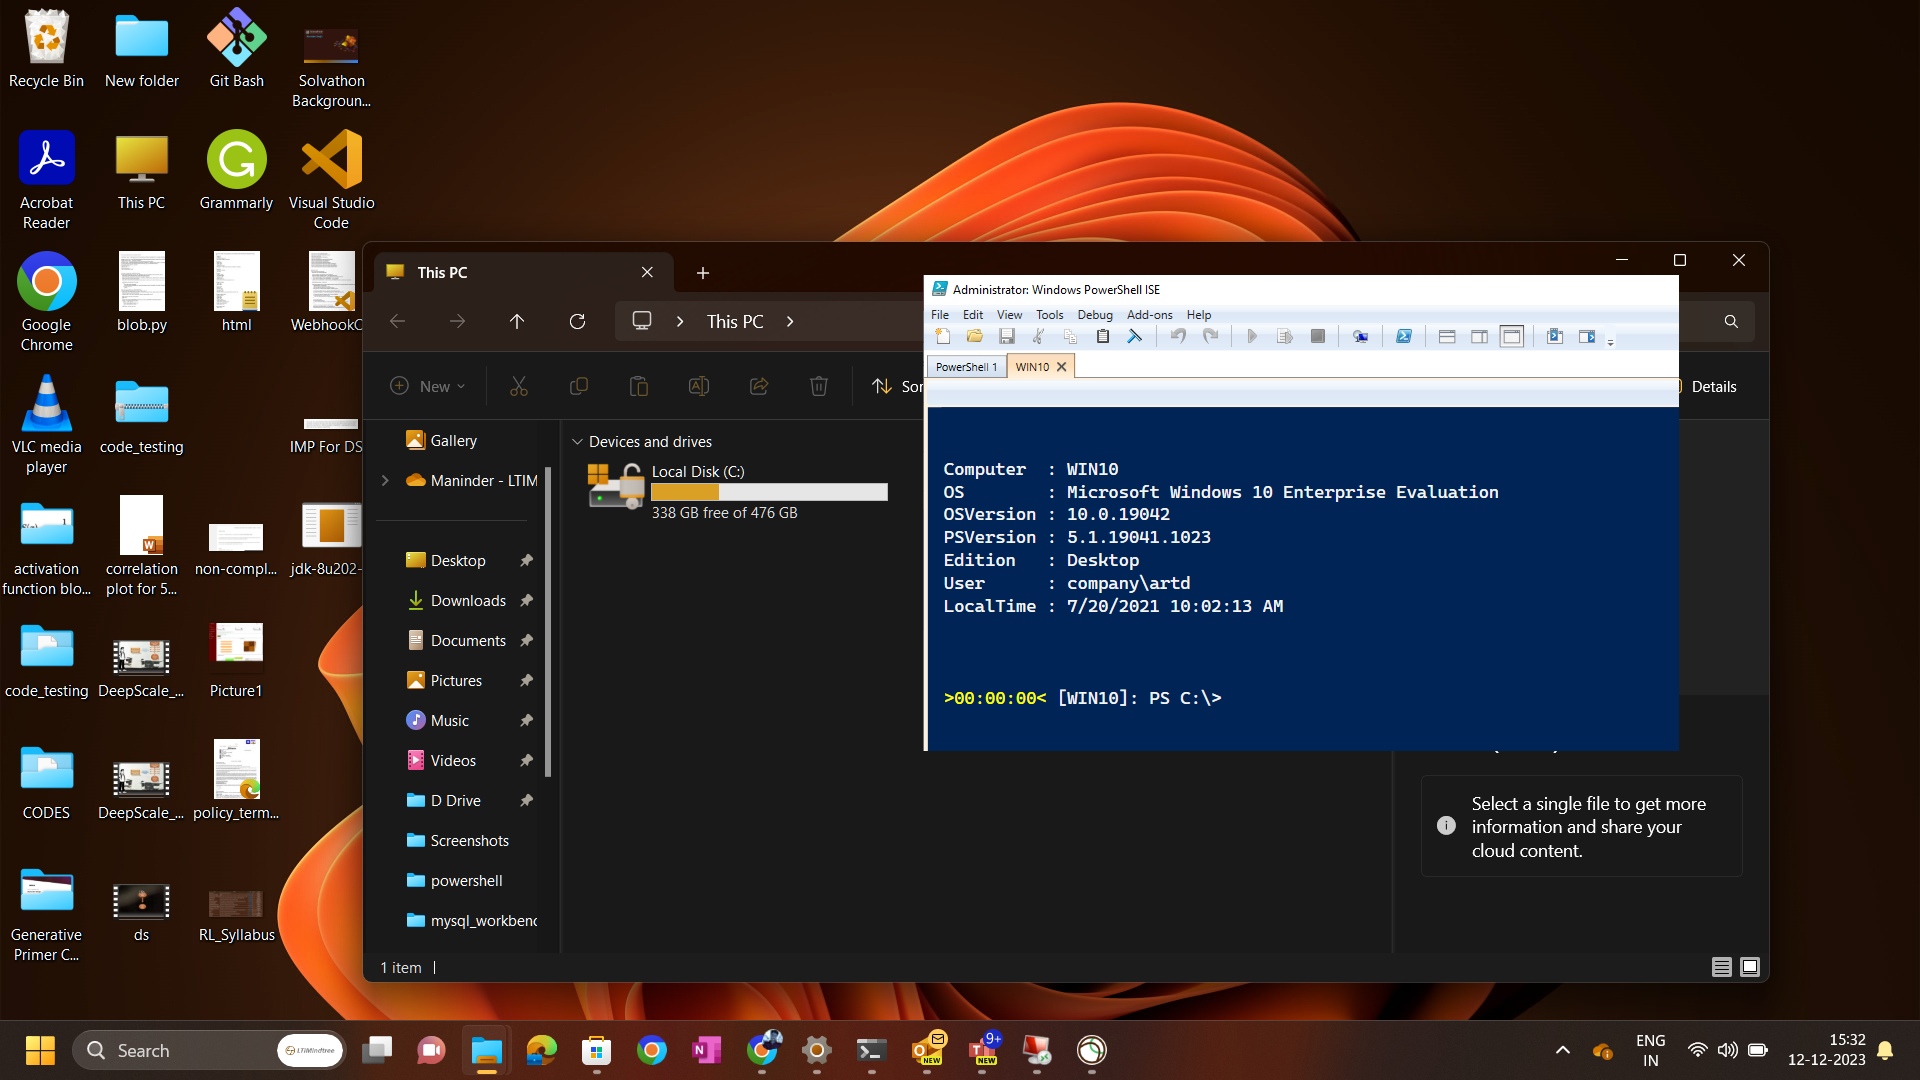 Recycle Bin
New folder
Git Bash
Solvathon
Backgroun...
Acrobat
Reader
This PC
Grammarly
Visual Studio
Code
Google
Chrome
blob.py
html
WebhookC
VLC media
player
code_testing
IMP For DS
activation
function blo...
correlation
plot for 5...
non-compl...
jdk-8u202-
code_testing
DeepScale_...
Picture1
CODES
DeepScale_...
policy_term...
Generative
Primer C...
ds
RL_Syllabus
This PC
This PC
New
Sor
Details
Gallery
Maninder - LTIM
Desktop
Downloads
Documents
Pictures
Music
Videos
D Drive
Screenshots
powershell
mysql_workbenc
Devices and drives
Local Disk (C:)
338 GB free of 476 GB
1 item
Select a single file to get more
information and share your
cloud content.
Administrator: Windows PowerShell ISE
File Edit View Tools Debug Add-ons Help
PowerShell 1
WIN10
Computer : WIN10
OS : Microsoft Windows 10 Enterprise Evaluation
OSVersion : 10.0.19042
PSVersion : 5.1.19041.1023
Edition : Desktop
User : company\artd
LocalTime : 7/20/2021 10:02:13 AM
>00:00:00< [WIN10]: PS C:\>
Search
LTIMindtree
NEW
9+
NEW
ENG
IN
15:32
12-12-2023